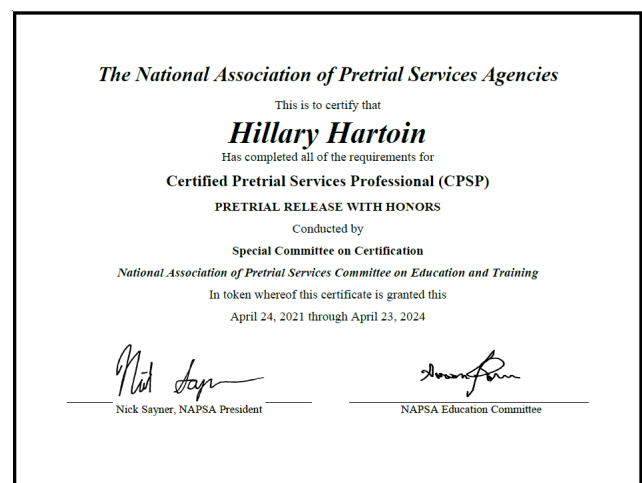 The National Association of Pretrial Services Agencies
This is to certify that
Hillary Hartoin
Has completed all of the requirements for
Certified Pretrial Services Professional (CPSP)
PRETRIAL RELEASE WITH HONORS
Conducted by
Special Committee on Certification
National Association of Pretrial Services Committee on Education and Training
In token whereof this certificate is granted this
April 24, 2021 through April 23, 2024
Nick Sayner, NAPSA President
NAPSA Education Committee